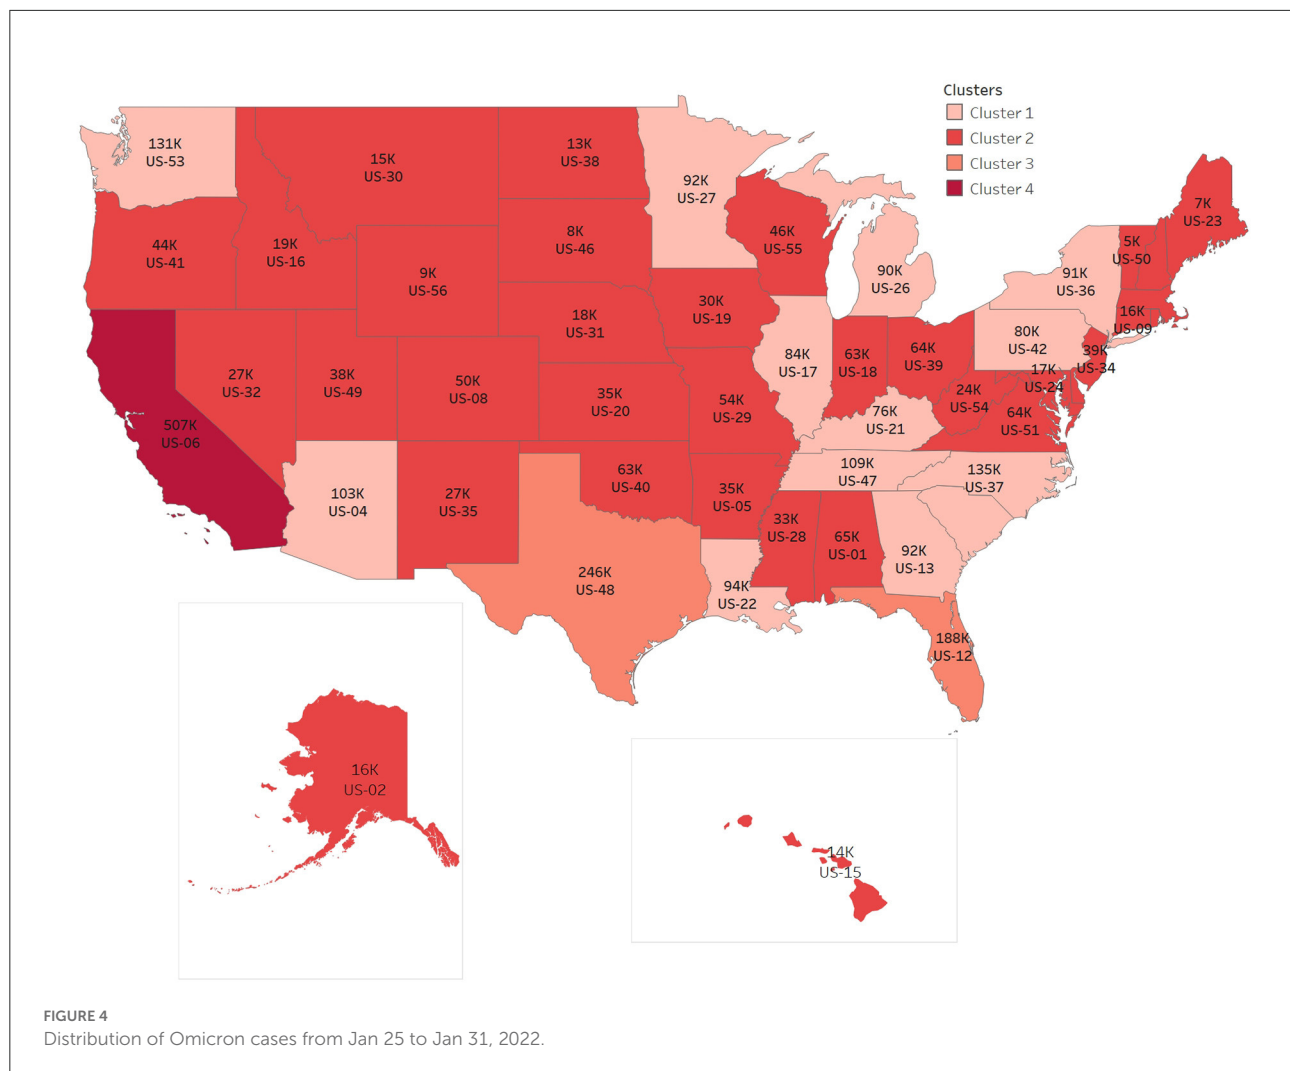 Clusters
Cluster 1
Cluster 2
Cluster 3
Cluster 4
131K
US-53
15K
US-30
13K
US-38
92K
US-27
7K
US-23
44K
US-41
19K
US-16
8K
US-46
46K
US-55
5K
US-50
9K
US-56
90K
US-26
91K
US-36
30K
US-19
18K
US-31
16K
US-09
27K
US-32
38K
US-49
50K
US-08
35K
US-20
54K
US-29
84K
US-17
63K
US-18
64K
US-39
80K
US-42
39K
US-34
17K
US-24
24K
US-54
64K
US-51
507K
US-06
76K
US-21
103K
US-04
27K
US-35
63K
US-40
35K
US-05
109K
US-47
135K
US-37
33K
US-28
65K
US-01
92K
US-13
246K
US-48
94K
US-22
188K
US-12
16K
US-02
14K
US-15
FIGURE 4
Distribution of Omicron cases from Jan 25 to Jan 31, 2022.